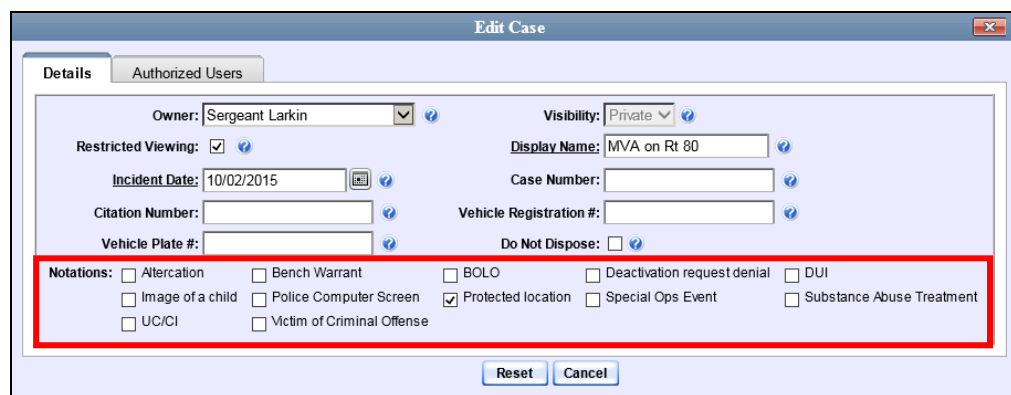 Edit Case
Details Authorized Users
Owner: Sergeant Larkin Visibility: Private
Restricted Viewing: Display Name: MVA on Rt 80
Incident Date: 10/02/2015 Case Number:
Citation Number: Vehicle Registration #:
Vehicle Plate #: Do Not Dispose:
Notations: Altercation Bench Warrant BOLO Deactivation request denial DUI
Image of a child Police Computer Screen Protected location Special Ops Event Substance Abuse Treatment
UC/CI Victim of Criminal Offense
Reset Cancel